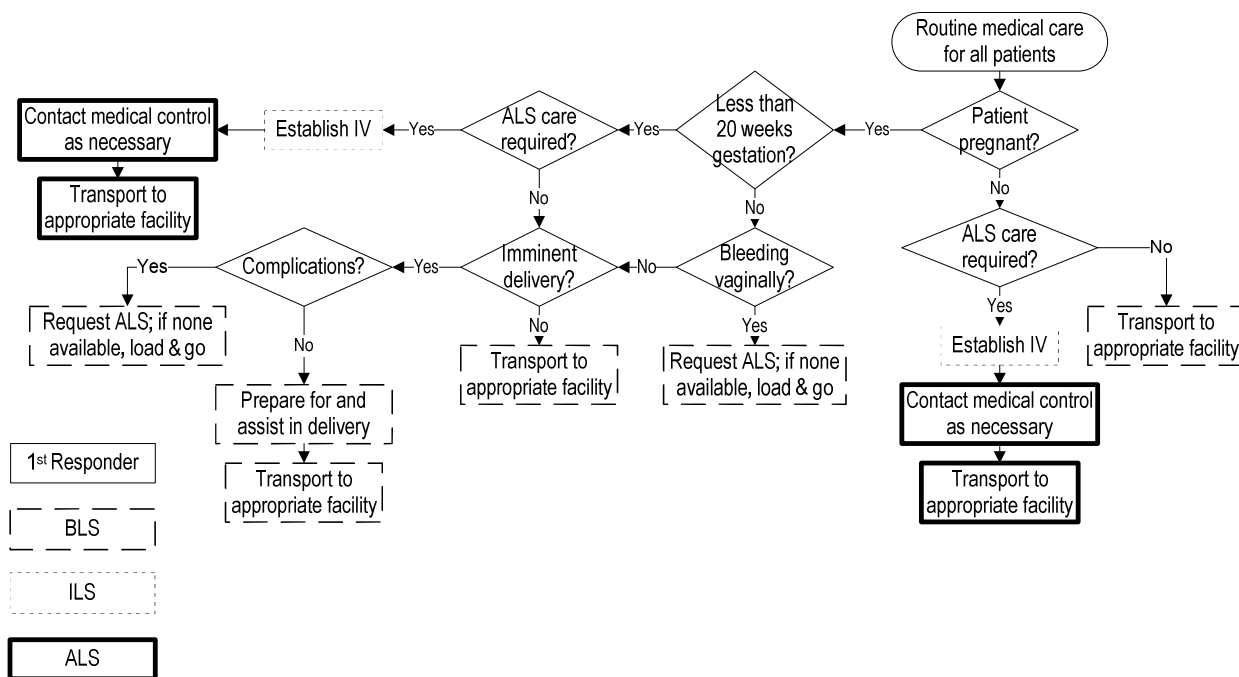 Routine medical care
for all patients
Patient
pregnant?
Yes
No
Less than
20 weeks
gestation?
Yes
No
ALS care
required?
Yes
No
Establish IV
Contact medical control
as necessary
Transport to
appropriate facility
ALS care
required?
No
Yes
Transport to
appropriate facility
Establish IV
Contact medical control
as necessary
Transport to
appropriate facility
Bleeding
vaginally?
No
Yes
Request ALS; if none
available, load & go
Imminent
delivery?
Yes
No
Transport to
appropriate facility
Complications?
Yes
No
Request ALS; if none
available, load & go
Prepare for and
assist in delivery
Transport to
appropriate facility
1st Responder
BLS
ILS
ALS